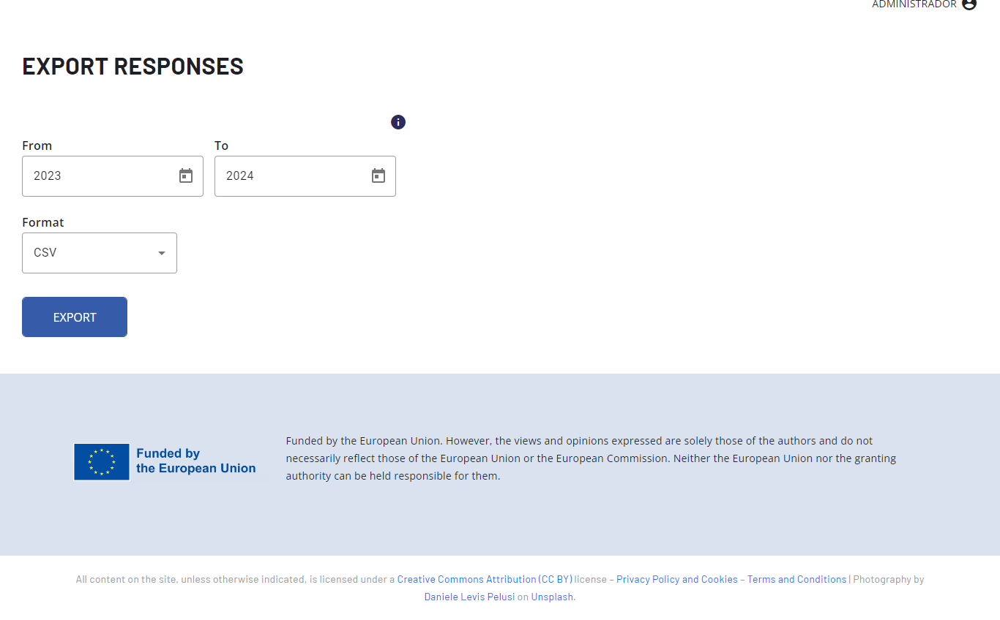 ADMINISTRADOR
EXPORT RESPONSES
From
To
2023
2024
Format
CSV
EXPORT
Funded by
the European Union
Funded by the European Union. However, the views and opinions expressed are solely those of the authors and do not
necessarily reflect those of the European Union or the European Commission. Neither the European Union nor the granting
authority can be held responsible for them.
All content on the site, unless otherwise indicated, is licensed under a Creative Commons Attribution (CC BY) license – Privacy Policy and Cookies – Terms and Conditions | Photography by
Daniele Levis Pelusi on Unsplash.